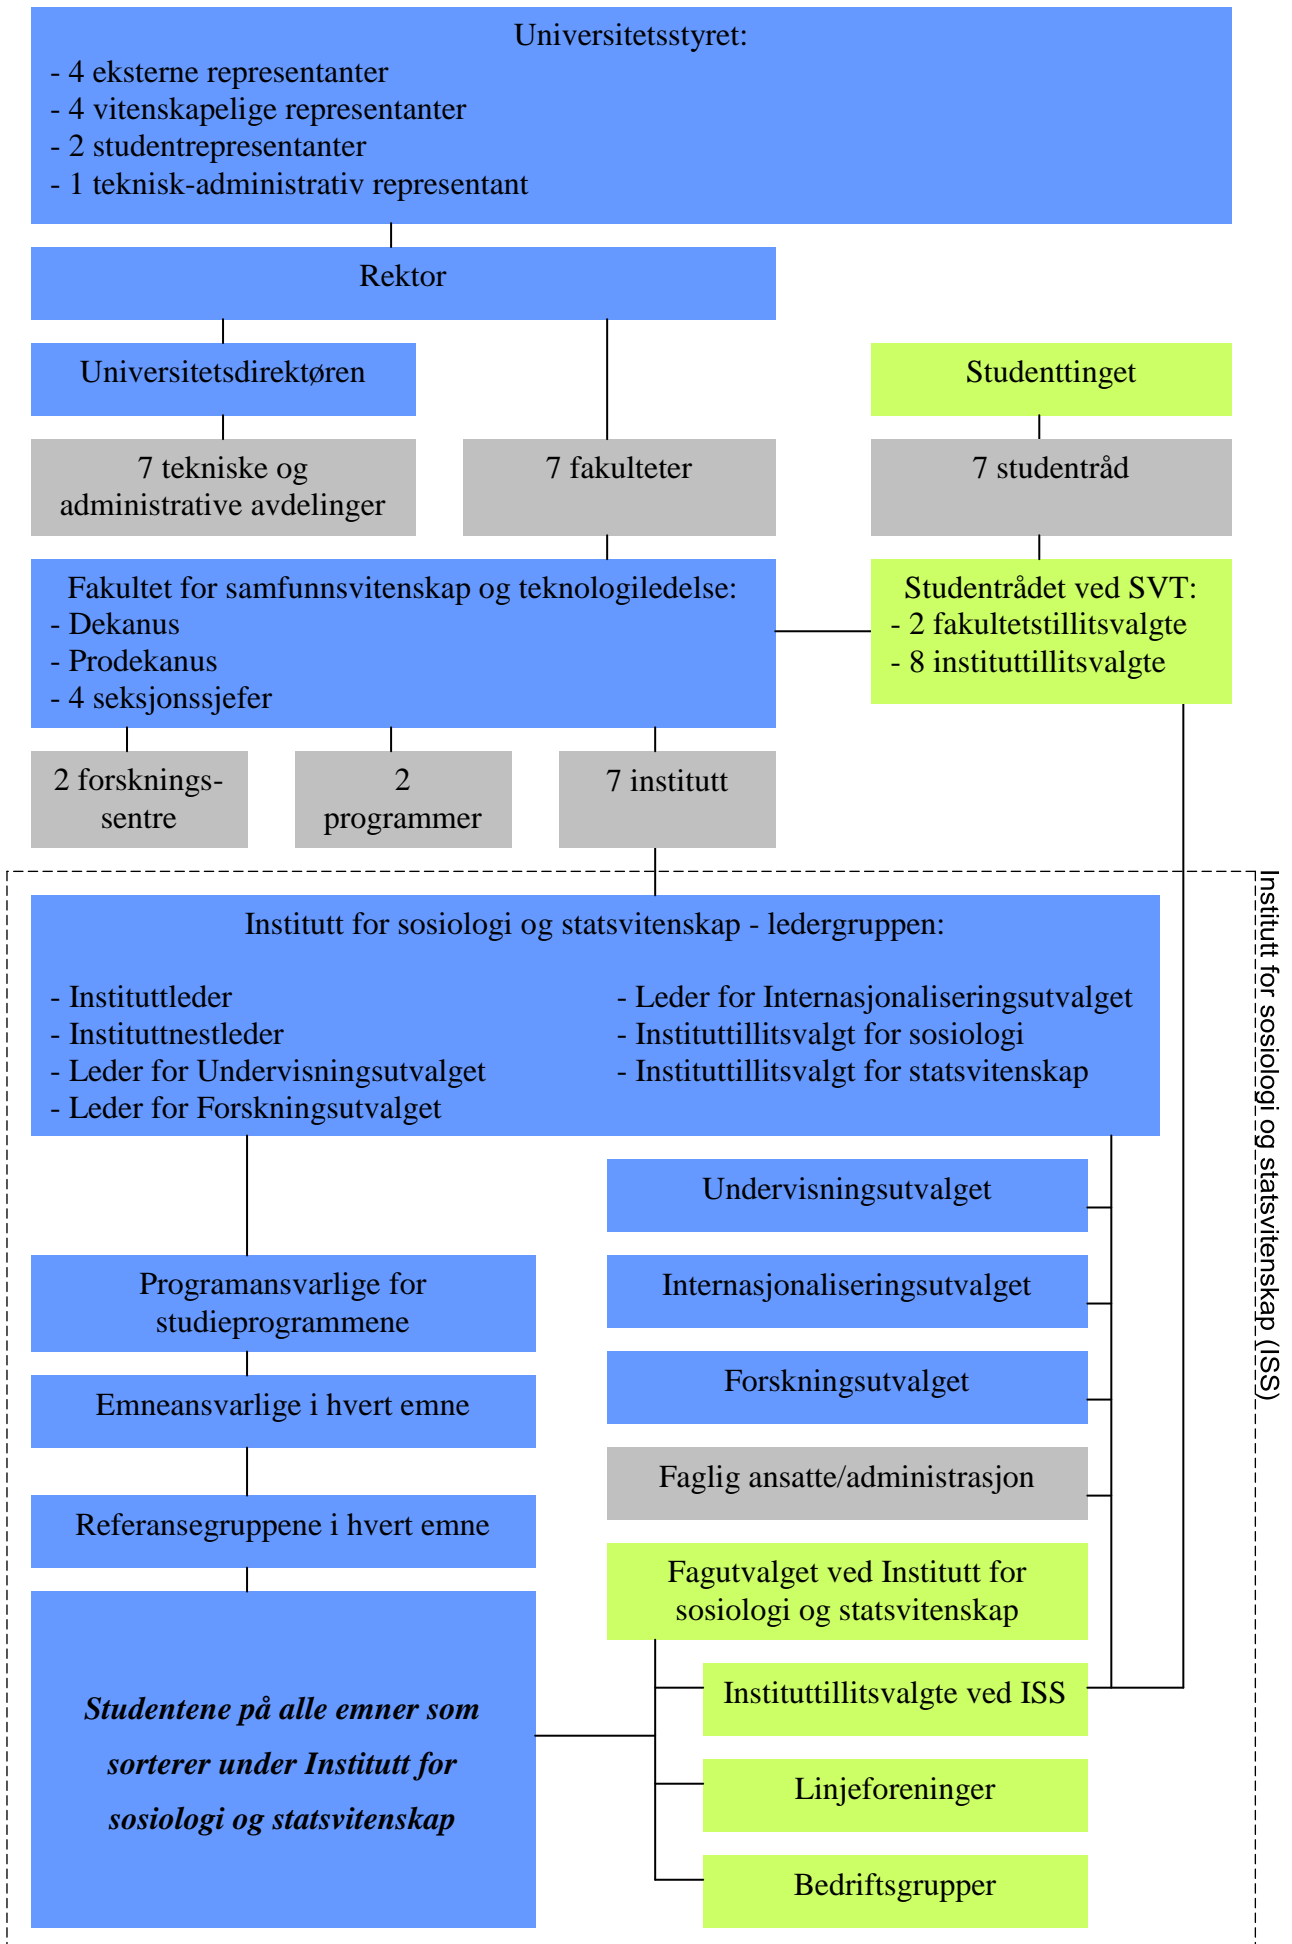 Universitetsstyret:
- 4 eksterne representanter
- 4 vitenskapelige representanter
- 2 studentrepresentanter
- 1 teknisk-administrativ representant
Rektor
Universitetsdirektøren
Studenttinget
7 tekniske og
administrative avdelinger
7 fakulteter
7 studentråd
Fakultet for samfunnsvitenskap og teknologiledelse:
- Dekanus
- Prodekanus
- 4 seksjonssjefer
Studentrådet ved SVT:
- 2 fakultetstillitsvalgte
- 8 instituttillitsvalgte
2 forsknings-
sentre
2
programmer
7 institutt
Institutt for sosiologi og statsvitenskap (ISS)
Institutt for sosiologi og statsvitenskap - ledergruppen:
- Instituttleder
- Instituttnestleder
- Leder for Undervisningsutvalget
- Leder for Forskningsutvalget
- Leder for Internasjonaliseringsutvalget
- Instituttillitsvalgt for sosiologi
- Instituttillitsvalgt for statsvitenskap
Undervisningsutvalget
Internasjonaliseringsutvalget
Forskningsutvalget
Faglig ansatte/administrasjon
Programansvarlige for
studieprogrammene
Emneansvarlige i hvert emne
Referansegruppene i hvert emne
Studentene på alle emner som
sorterer under Institutt for
sosiologi og statsvitenskap
Fagutvalget ved Institutt for
sosiologi og statsvitenskap
Instituttillitsvalgte ved ISS
Linjeforeninger
Bedriftsgrupper